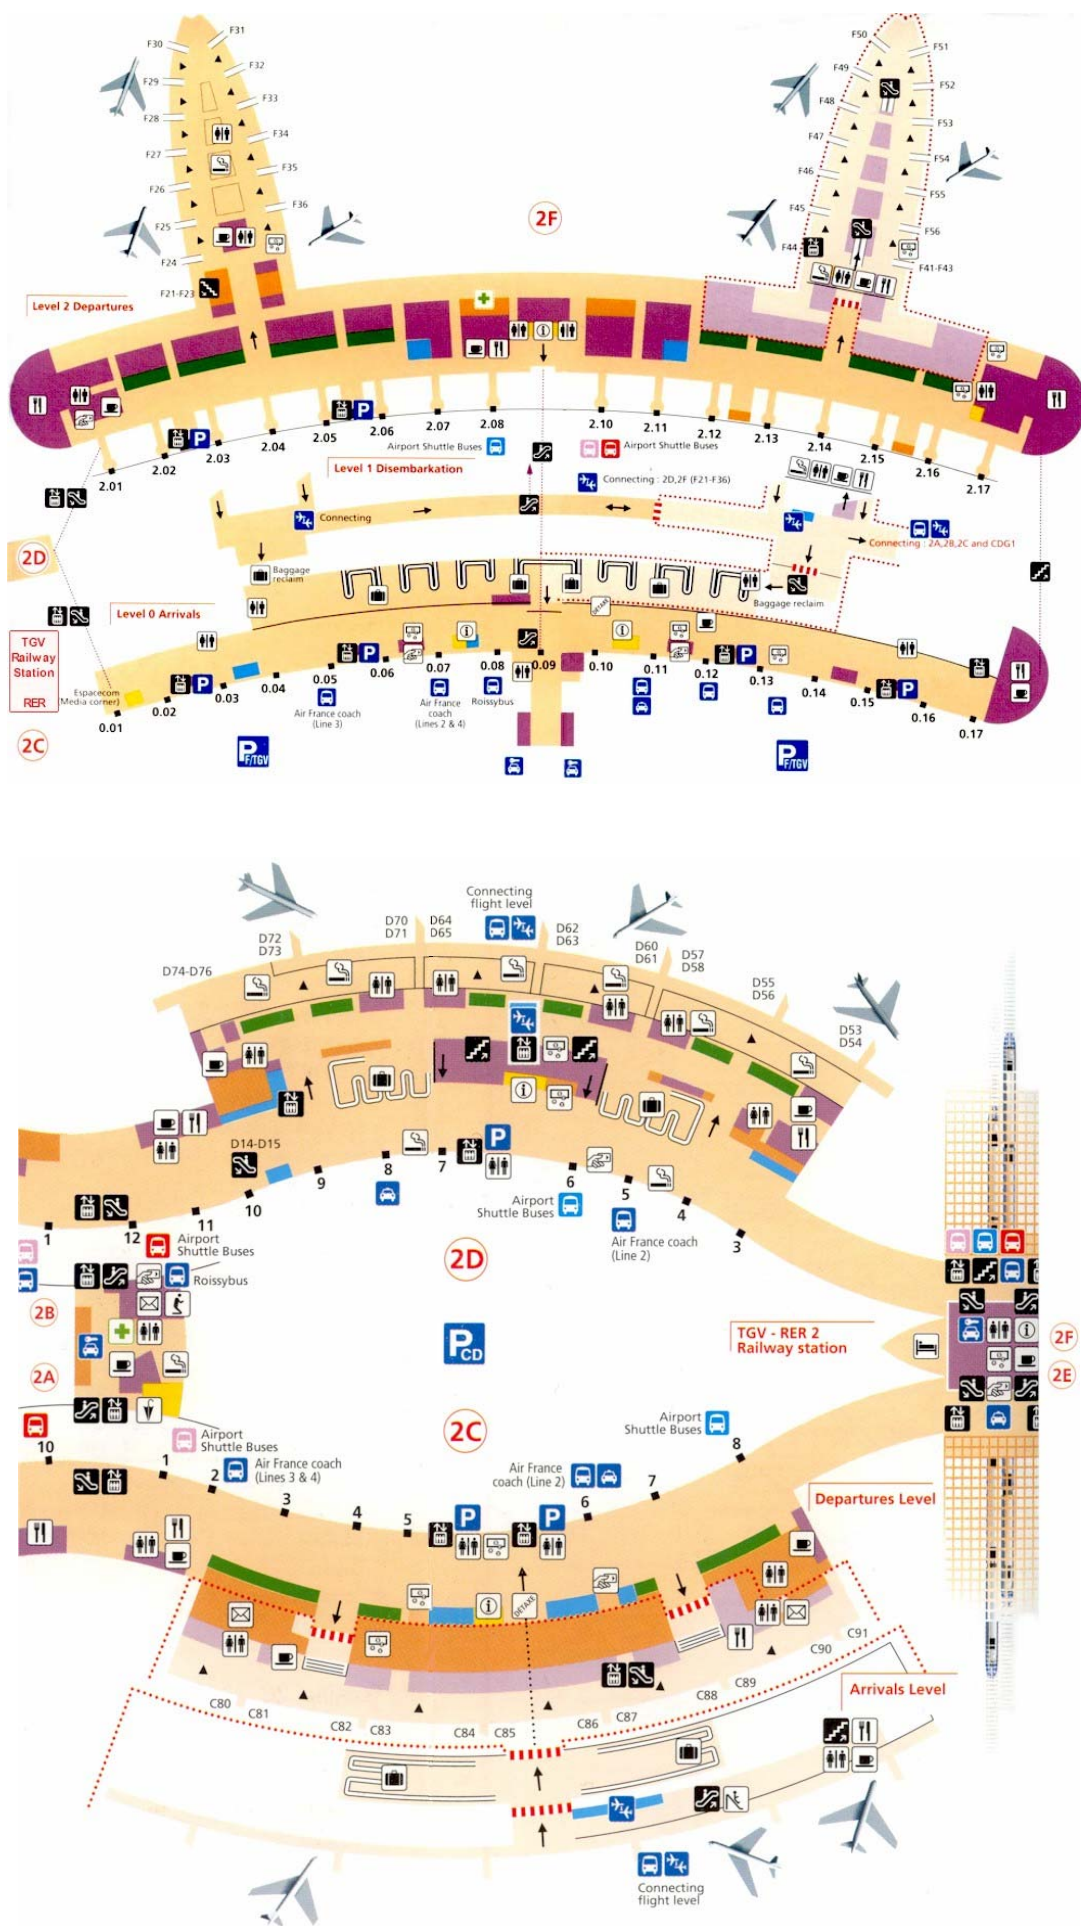 F30
F31
F29
F32
F28
F33
F27
F34
F26
F35
F25
F36
F24
F21-F23
Level 2 Departures
2F
F50
F51
F49
F52
F48
F53
F47
F54
F46
F55
F45
F56
F44
F41-F43
P
P
2.01
2.02
2.03
2.04
2.05
2.06
2.07
2.08
2.10
2.11
2.12
2.13
2.14
2.15
2.16
2.17
Airport Shuttle Buses
Airport Shuttle Buses
Level 1 Disembarkation
Connecting : 2D,2F (F21-F36)
Connecting
Connecting : 2A,2B,2C and CDG1
2D
Baggage
reclaim
Baggage reclaim
Level 0 Arrivals
DETAXE
TGV
Railway
Station
RER
Espacecom
(Media corner)
2C
P
P
P
P
0.01
0.02
0.03
0.04
0.05
0.06
0.07
0.08
0.09
0.10
0.11
0.12
0.13
0.14
0.15
0.16
0.17
Air France coach
(Line 3)
Air France
coach
(Lines 2 & 4)
Roissybus
P F/TGV
P F/TGV
Connecting
flight level
D74-D76
D72
D73
D70
D71
D64
D65
D62
D63
D60
D61
D57
D58
D55
D56
D53
D54
D14-D15
P
1
12
11
10
9
8
7
6
5
4
3
Airport
Shuttle Buses
Roissybus
Airport
Shuttle Buses
Air France coach
(Line 2)
2D
2B
2A
P CD
TGV - RER 2
Railway station
2F
2E
2C
Airport
Shuttle Buses
Air France coach
(Lines 3 & 4)
Air France
coach (Line 2)
Airport
Shuttle Buses
10
1
2
3
4
5
6
7
8
P
P
Departures Level
DETAXE
C80
C81
C82
C83
C84
C85
C86
C87
C88
C89
C90
C91
Arrivals Level
Connecting
flight level